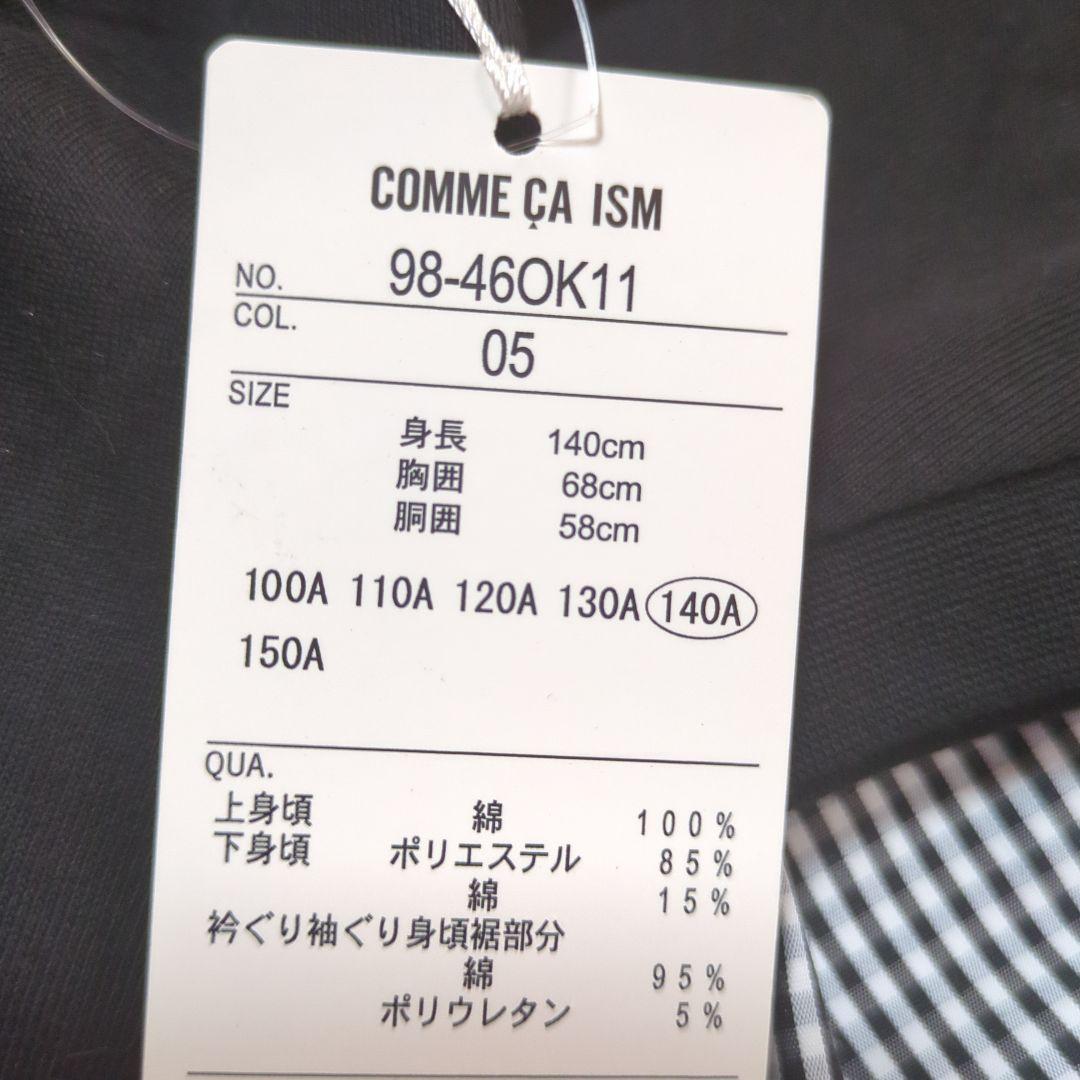 COMME ÇA ISM
NO. 98-46OK11
COL. 05
SIZE
身長 140cm
胸囲 68cm
胴囲 58cm
100A 110A 120A 130A 140A
150A
QUA.
上身頃 綿 100%
下身頃 ポリエステル 85%
綿 15%
衿ぐり袖ぐり身頃裾部分
綿 95%
ポリウレタン 5%